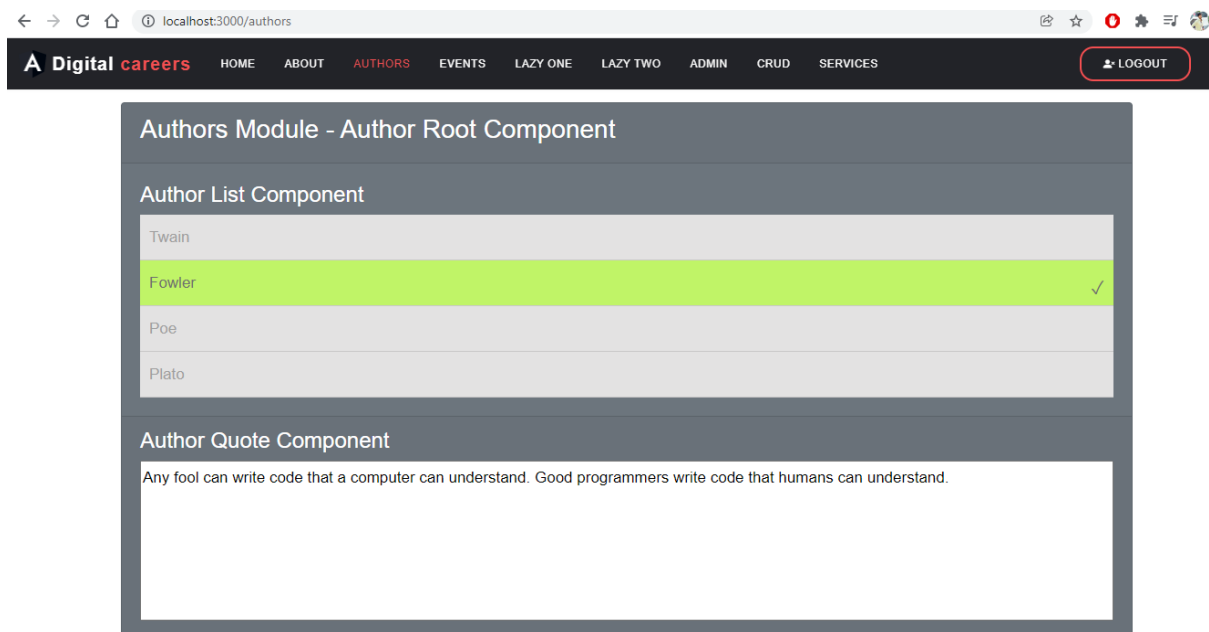 localhost:3000/authors
A Digital careers HOME ABOUT AUTHORS EVENTS LAZY ONE LAZY TWO ADMIN CRUD SERVICES LOGOUT
Authors Module - Author Root Component
Author List Component
Twain
Fowler
Poe
Plato
Author Quote Component
Any fool can write code that a computer can understand. Good programmers write code that humans can understand.